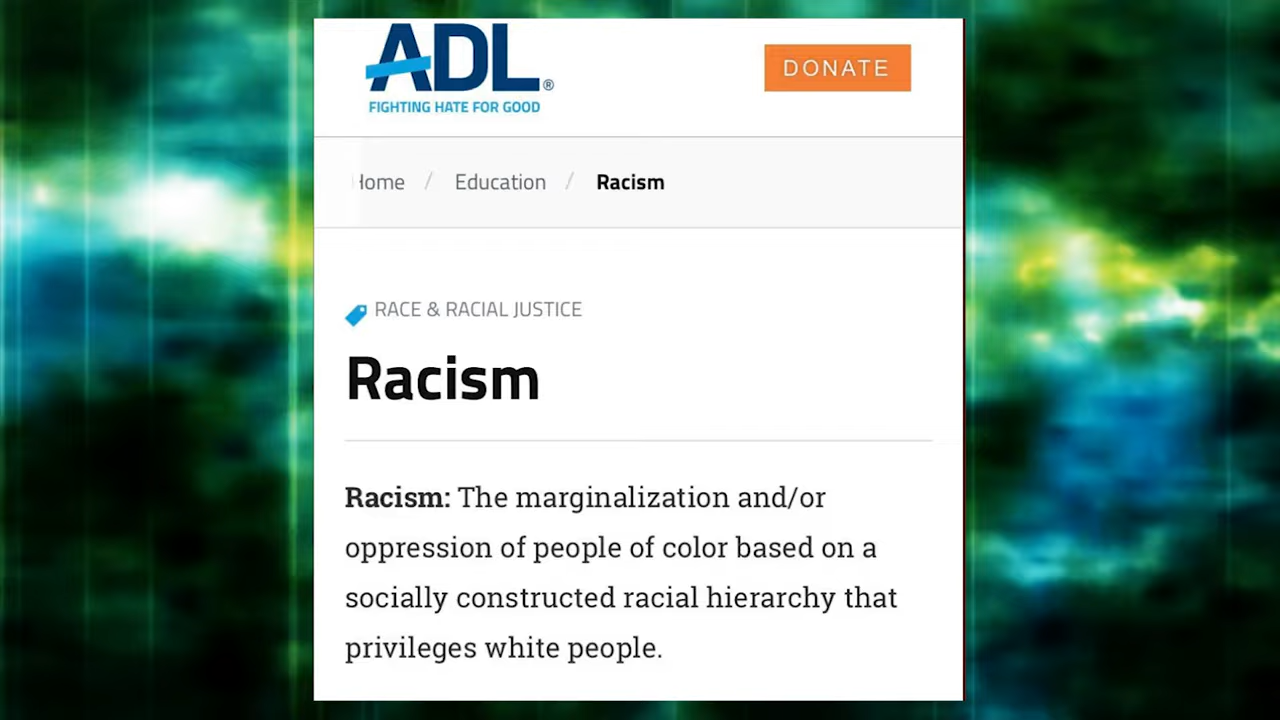 ADL®
FIGHTING HATE FOR GOOD
DONATE
Home / Education / Racism
RACE & RACIAL JUSTICE
Racism
Racism: The marginalization and/or
oppression of people of color based on a
socially constructed racial hierarchy that
privileges white people.